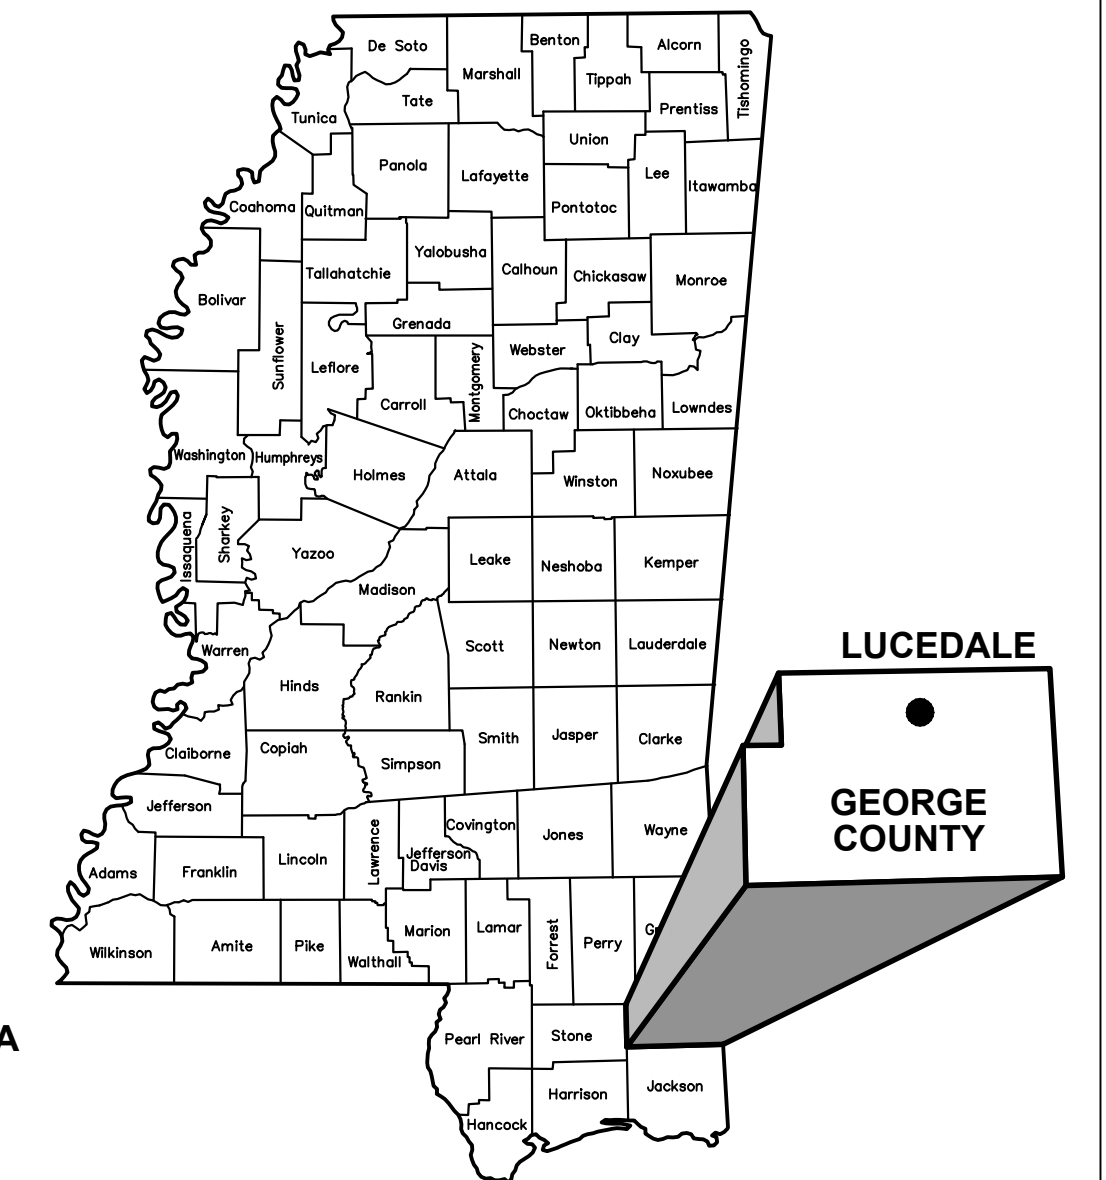 De Soto
Marshall
Benton
Tippah
Alcorn
Tishomingo
Tate
Tunica
Prentiss
Union
Panola
Lafayette
Lee
Itawamba
Coahoma
Quitman
Pontotoc
Yalobusha
Tallahatchie
Calhoun
Chickasaw
Monroe
Bolivar
Grenada
Sunflower
Leflore
Webster
Clay
Montgomery
Carroll
Choctaw
Oktibbeha
Lowndes
Washington
Humphreys
Holmes
Attala
Winston
Noxubee
Issaquena
Sharkey
Yazoo
Leake
Neshoba
Kemper
Madison
Warren
Scott
Newton
Lauderdale
LUCEDALE
Hinds
Rankin
Smith
Jasper
Clarke
Claiborne
Copiah
Simpson
GEORGE
COUNTY
Jefferson
Covington
Jones
Wayne
Lawrence
Jefferson
Davis
Adams
Franklin
Lincoln
Wilkinson
Amite
Pike
Walthall
Marion
Lamar
Forrest
Perry
Gr
A
Pearl River
Stone
Harrison
Jackson
Hancock